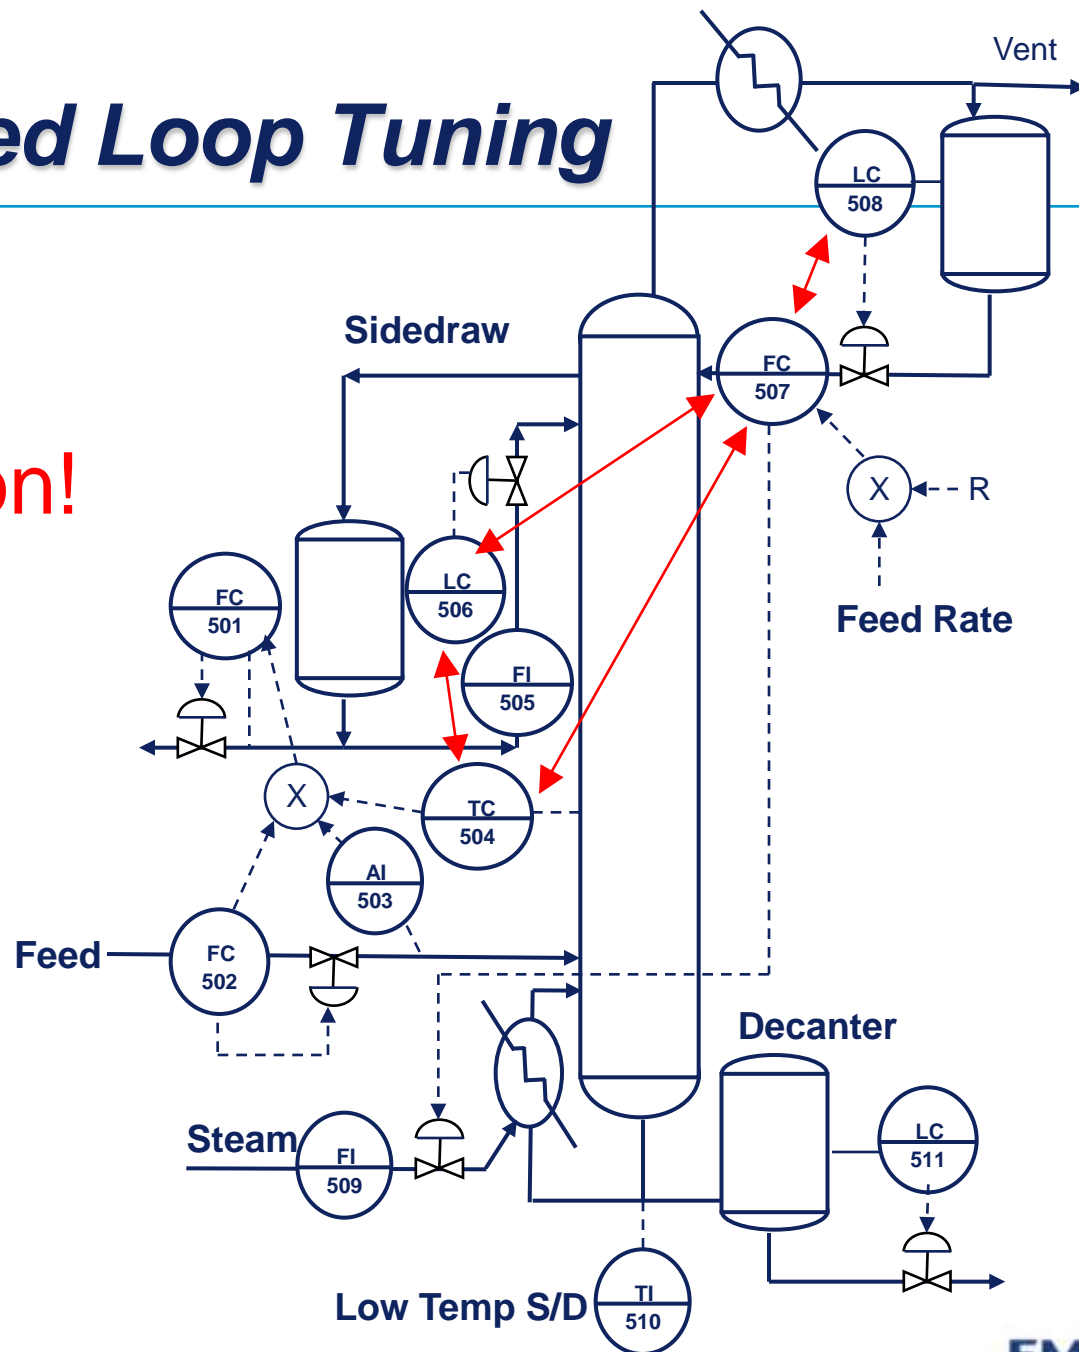 Vent
ed Loop Tuning
LC
508
Sidedraw
FC
507
on!
X
R
LC
506
FC
501
Feed Rate
FI
505
X
TC
504
AI
503
Feed
FC
502
Decanter
Steam
FI
509
LC
511
Low Temp S/D
TI
510